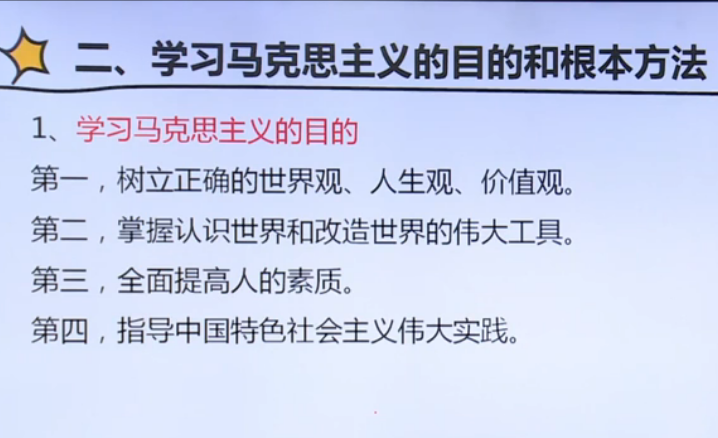 二、学习马克思主义的目的和根本方法
1、学习马克思主义的目的
第一，树立正确的世界观、人生观、价值观。
第二，掌握认识世界和改造世界的伟大工具。
第三，全面提高人的素质。
第四，指导中国特色社会主义伟大实践。